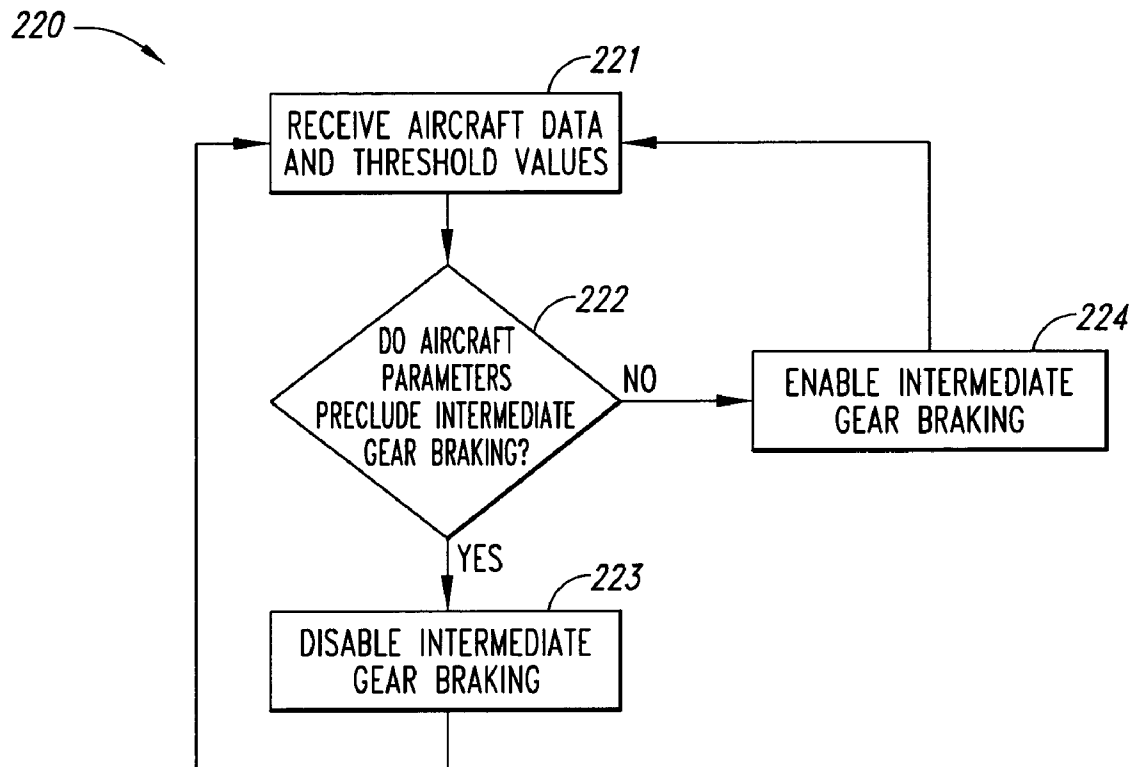 220
221
RECEIVE AIRCRAFT DATA
AND THRESHOLD VALUES
222
DO AIRCRAFT
PARAMETERS
PRECLUDE INTERMEDIATE
GEAR BRAKING?
NO
224
ENABLE INTERMEDIATE
GEAR BRAKING
YES
223
DISABLE INTERMEDIATE
GEAR BRAKING